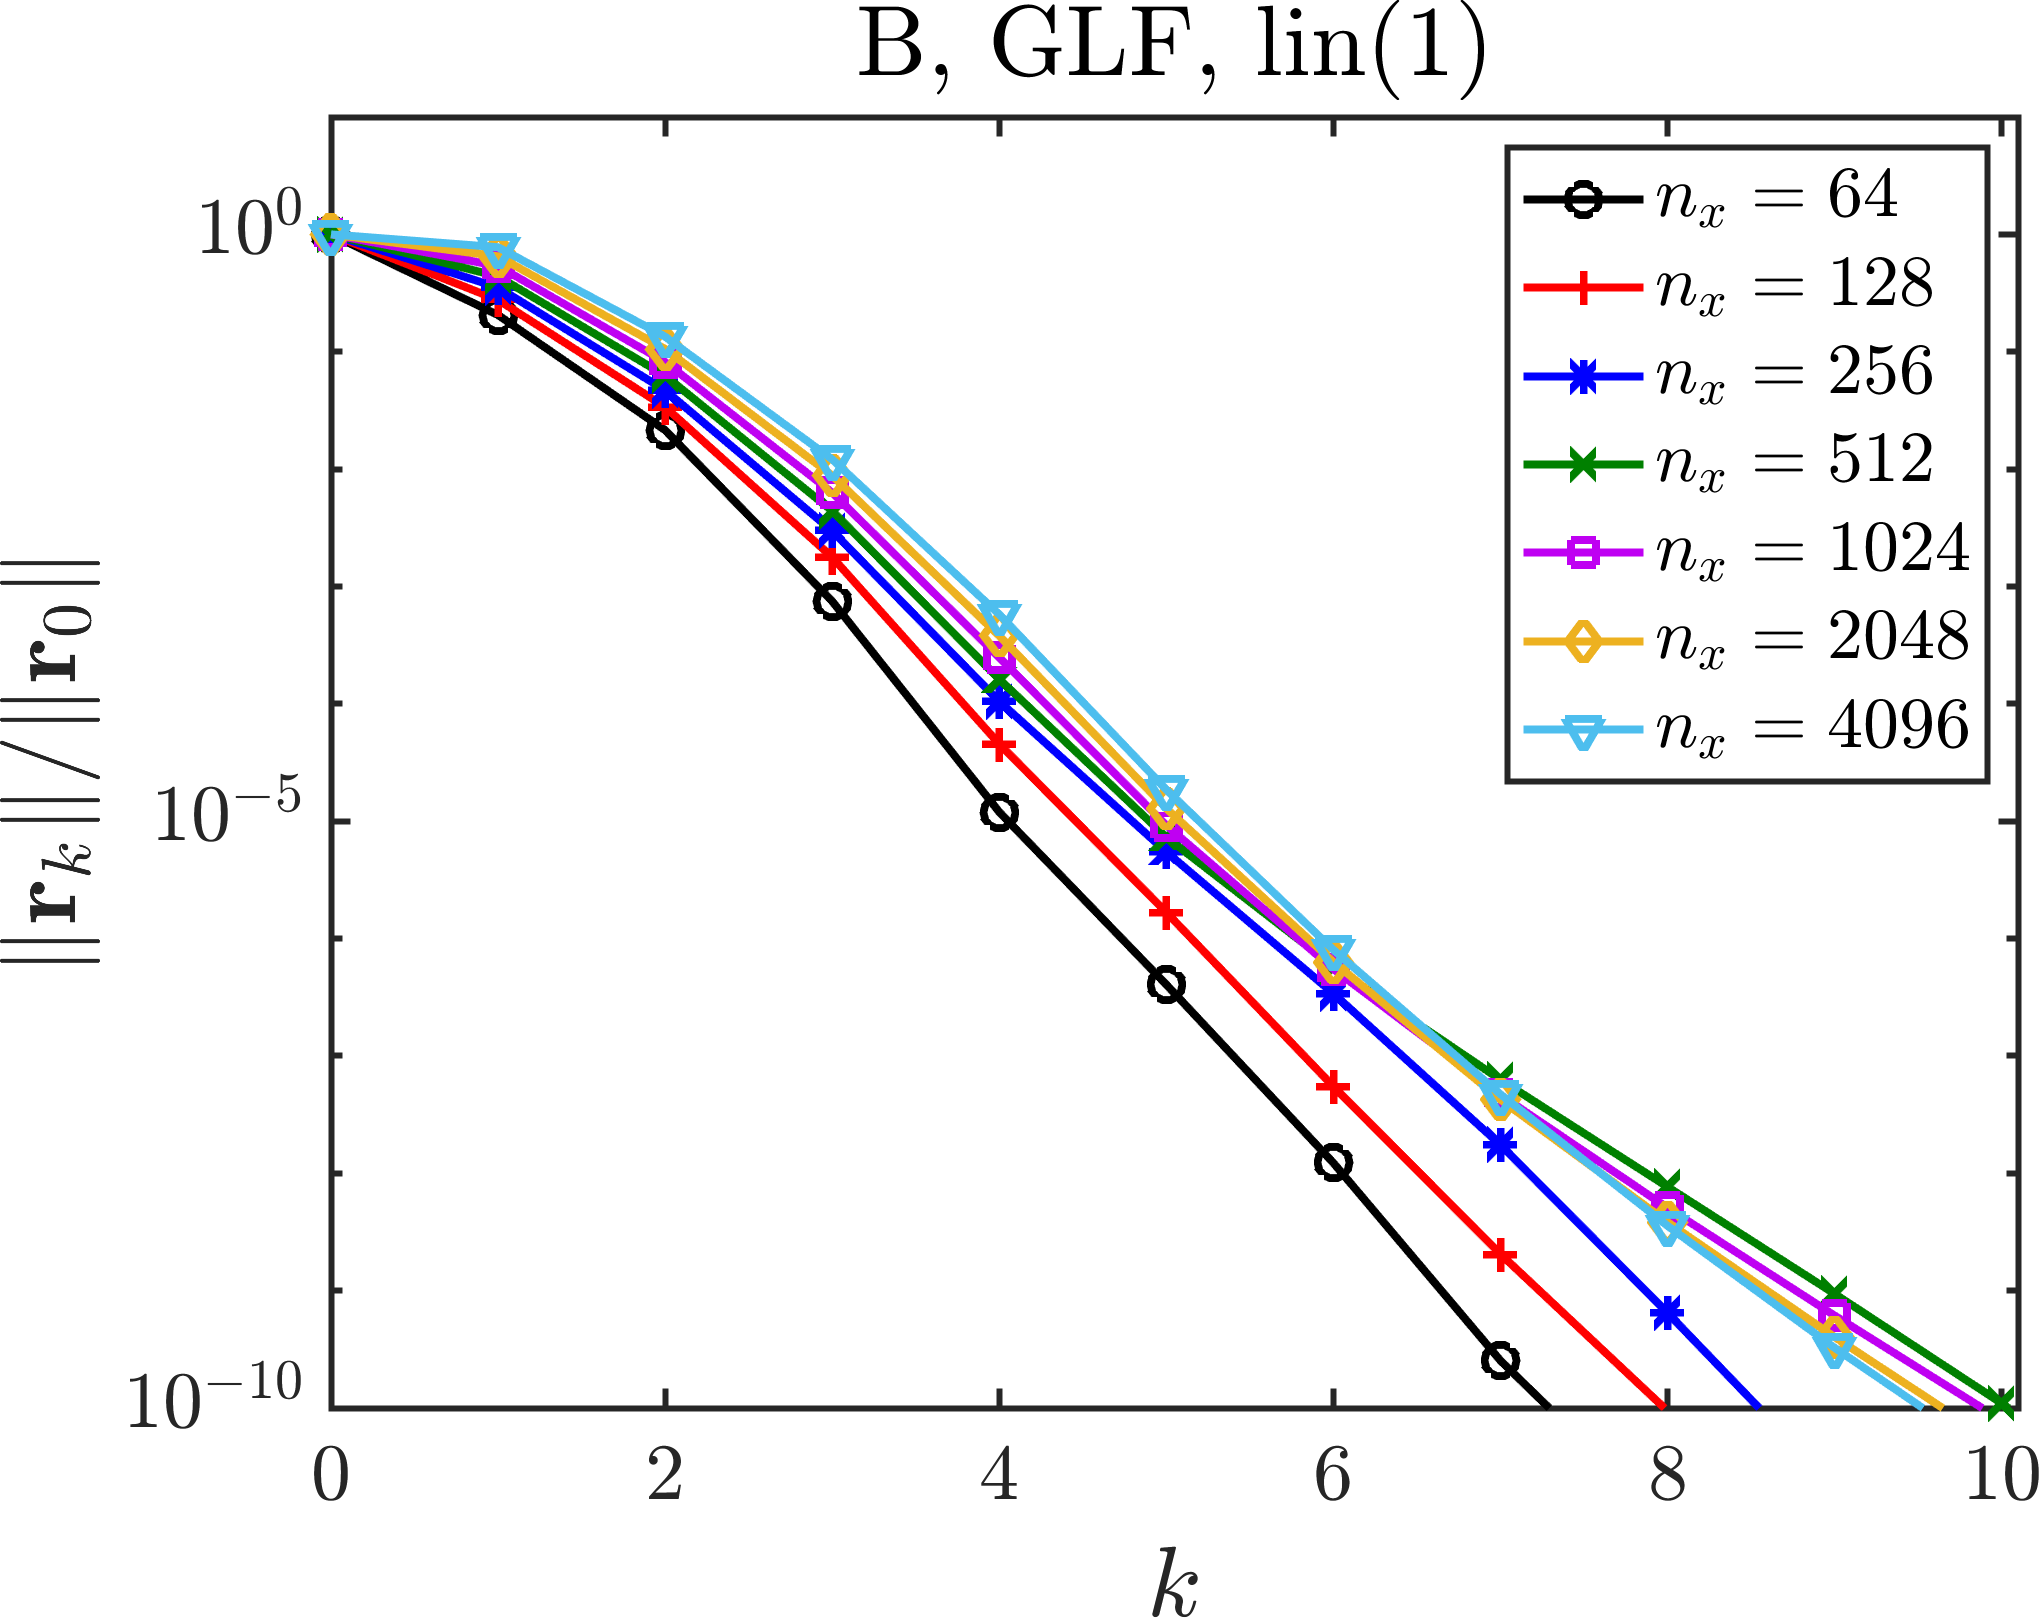 B, GLF, lin(1)
‖r_k‖/‖r_0‖
10^0
10^{-5}
10^{-10}
n_x = 64
n_x = 128
n_x = 256
n_x = 512
n_x = 1024
n_x = 2048
n_x = 4096
0 2 4 6 8 10
k